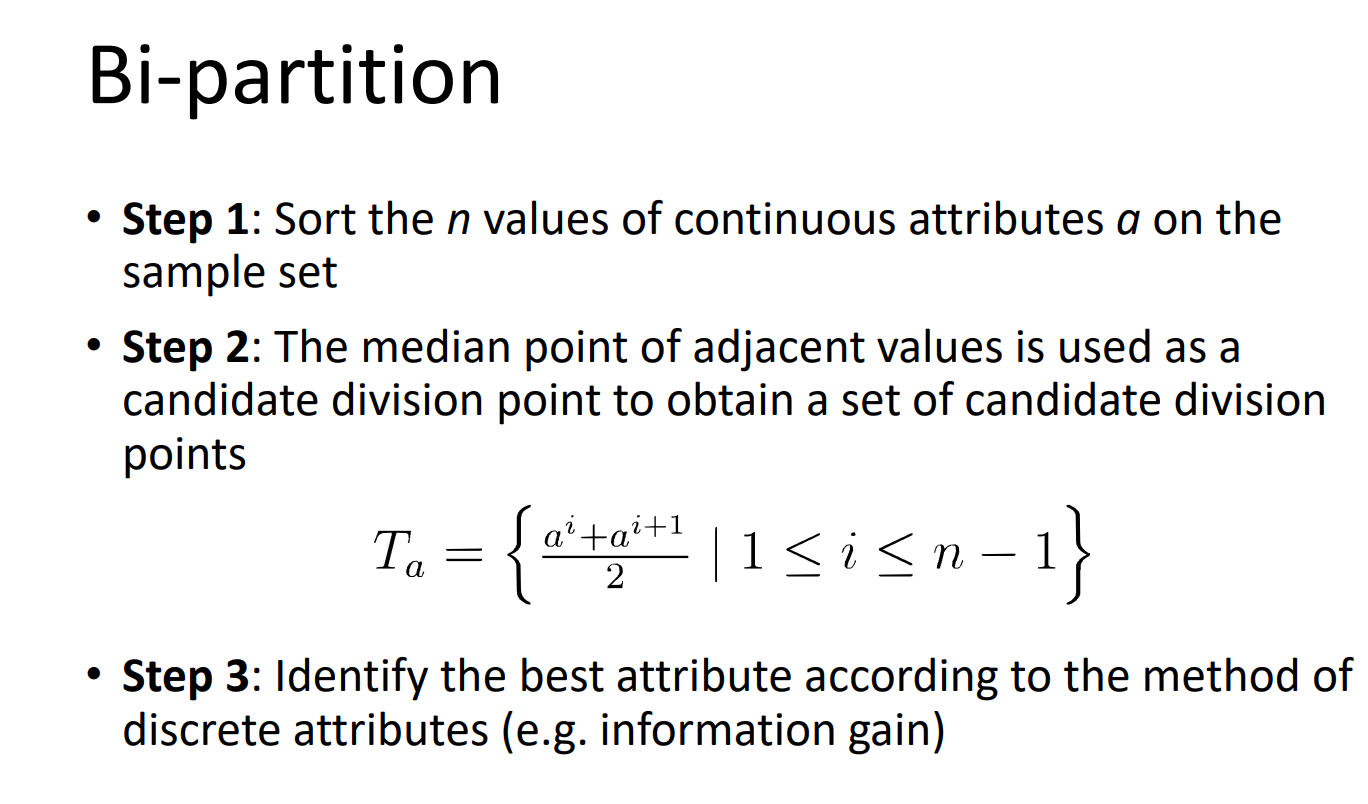 Bi-partition
• Step 1: Sort the n values of continuous attributes a on the
sample set
• Step 2: The median point of adjacent values is used as a
candidate division point to obtain a set of candidate division
points
T_a = { (a^i + a^{i+1}) / 2 | 1 ≤ i ≤ n − 1 }
• Step 3: Identify the best attribute according to the method of
discrete attributes (e.g. information gain)